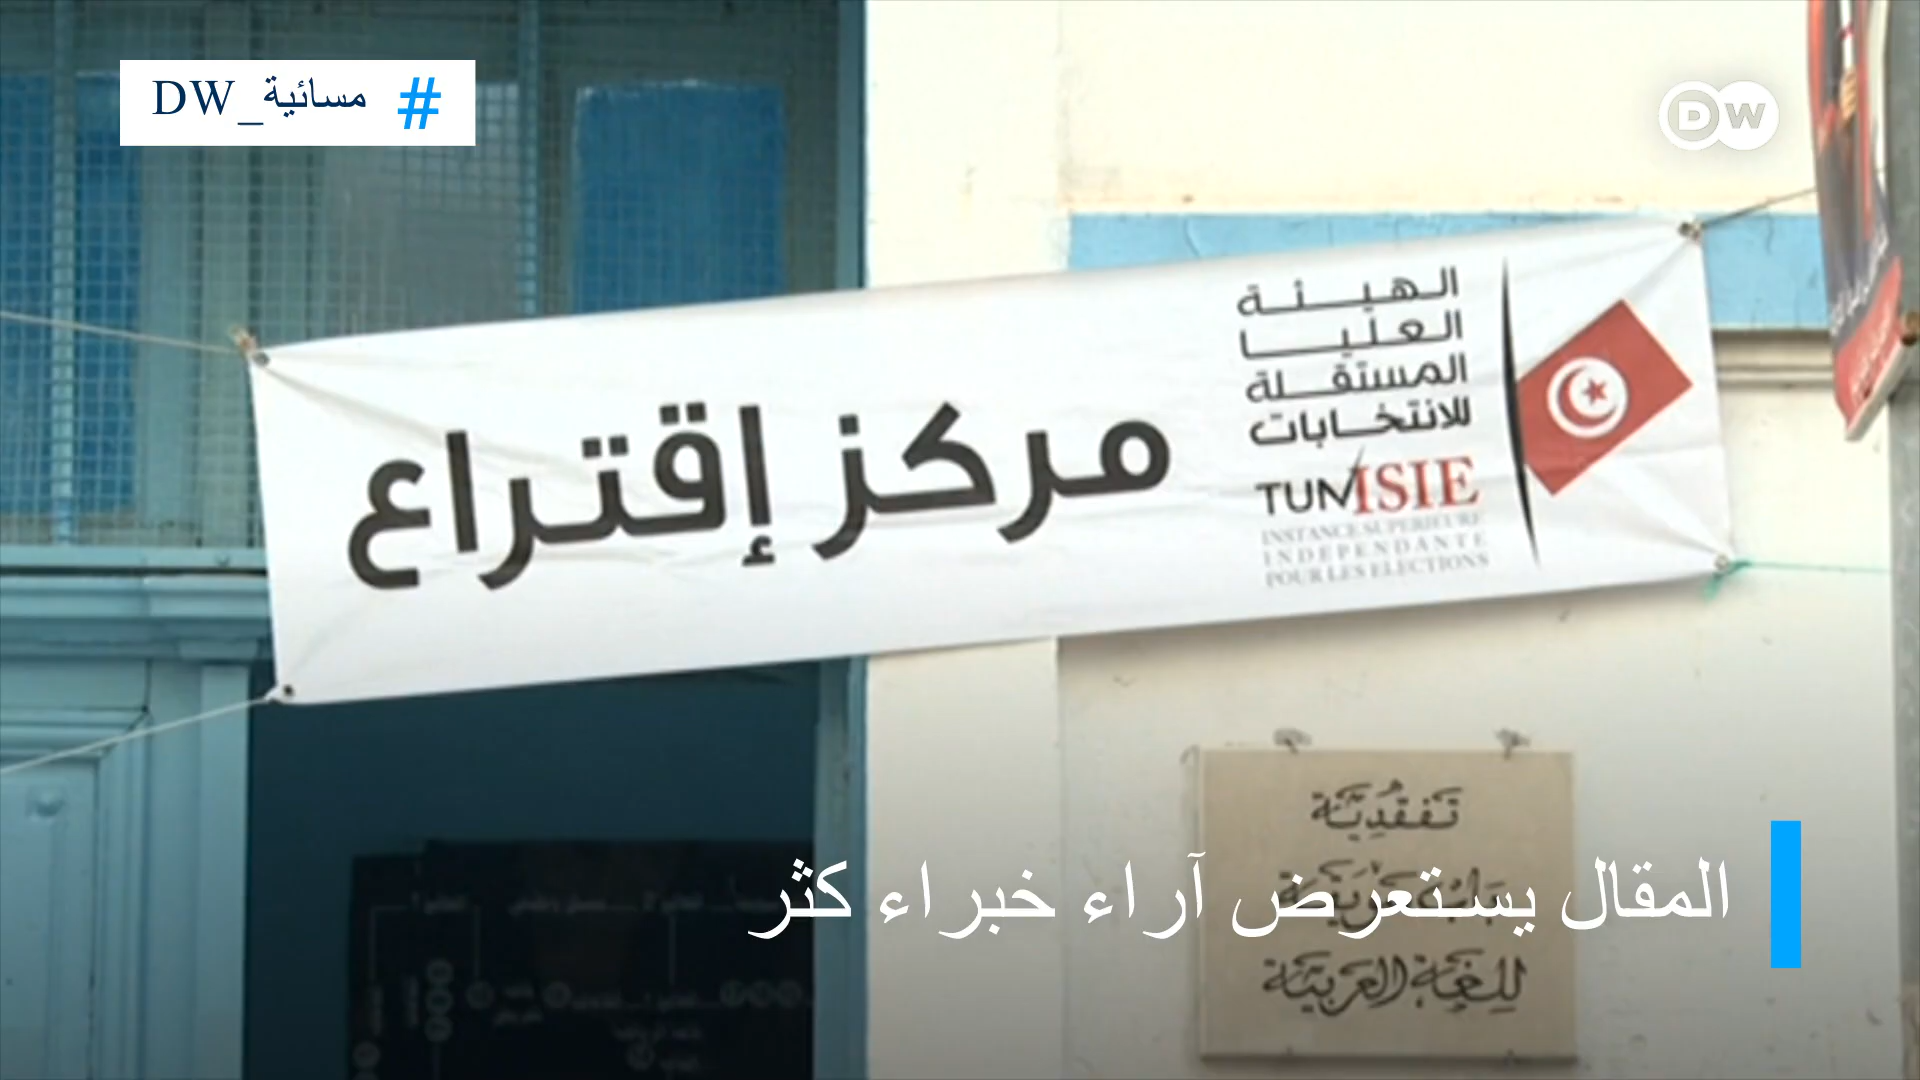 # مسائية_DW
DW
الهيئة
العليا
المستقلة
للانتخابات
TUNISIE
INSTANCE SUPERIEURE
INDEPENDANTE
POUR LES ELECTIONS
مركز إقتراع
تفقدية
للغة العربية
المقال يستعرض آراء خبراء كثر